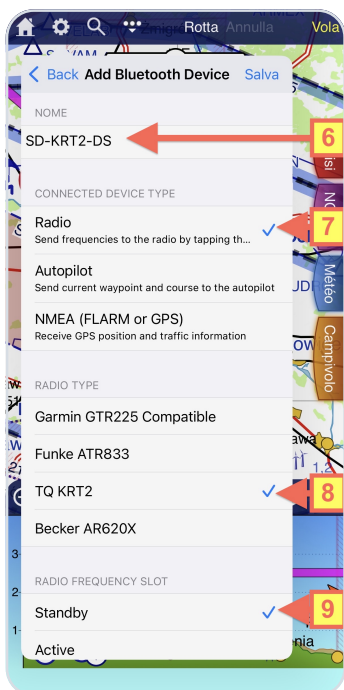 Rotta Annulla Vola
Back Add Bluetooth Device Salva
NOME
SD-KRT2-DS
6
CONNECTED DEVICE TYPE
Radio
Send frequencies to the radio by tapping th...
7
Autopilot
Send current waypoint and course to the autopilot
Météo
NMEA (FLARM or GPS)
Receive GPS position and traffic information
Campivolo
RADIO TYPE
Garmin GTR225 Compatible
Funke ATR833
TQ KRT2
8
Becker AR620X
3
RADIO FREQUENCY SLOT
2
Standby
9
1
Active